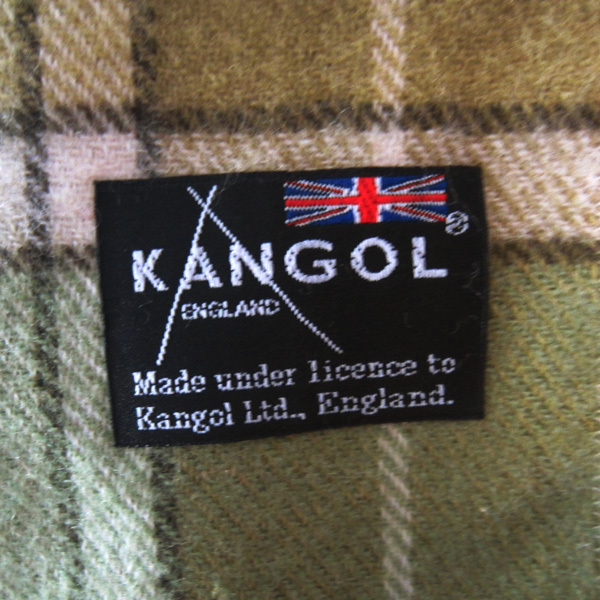 KANGOL®
ENGLAND
Made under licence to
Kangol Ltd., England.